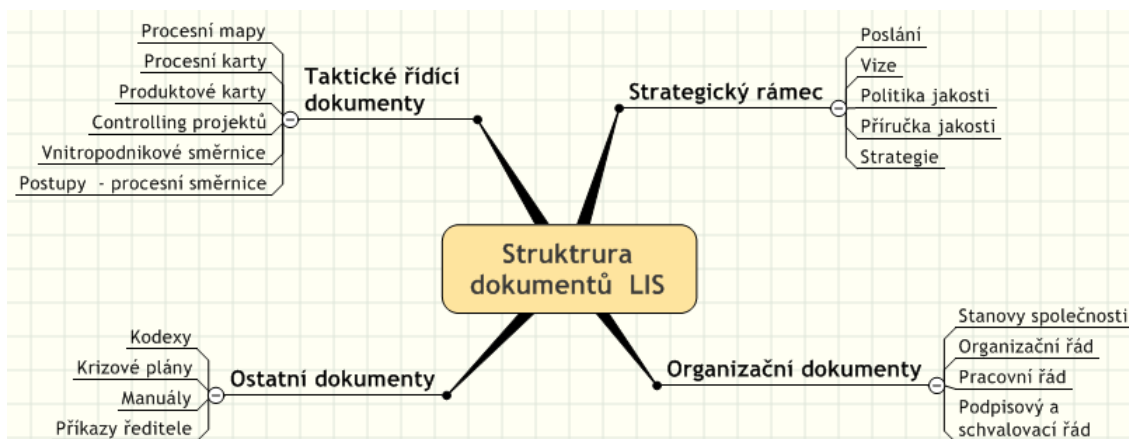 Procesní mapy
Procesní karty
Produktové karty
Controlling projektů
Vnitropodnikové směrnice
Postupy - procesní směrnice
Taktické řídící
dokumenty
Strategický rámec
Poslání
Vize
Politika jakosti
Příručka jakosti
Strategie
Struktrura
dokumentů LIS
Kodexy
Krizové plány
Manuály
Příkazy ředitele
Ostatní dokumenty
Organizační dokumenty
Stanovy společnosti
Organizační řád
Pracovní řád
Podpisový a
schvalovací řád